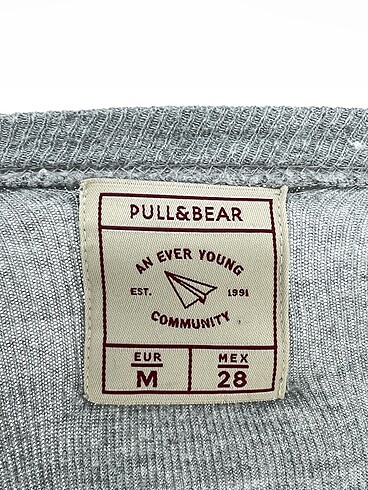 PULL&BEAR
AN EVER YOUNG
EST. 1991
COMMUNITY
EUR MEX
M 28